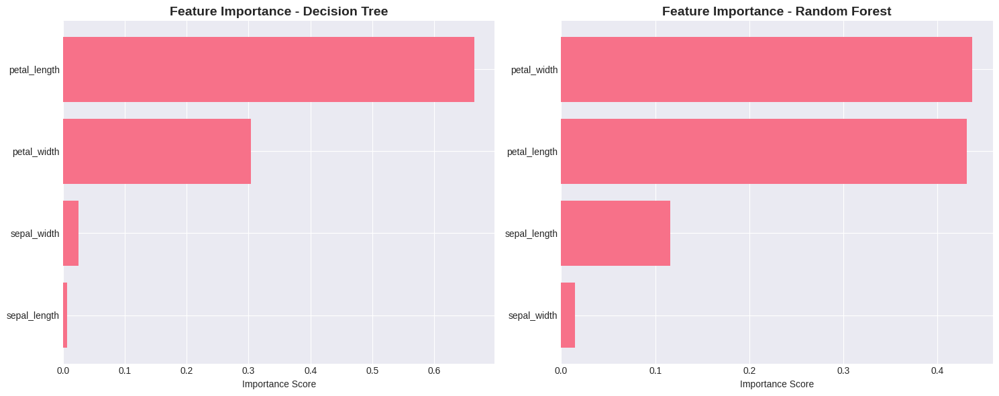 Feature Importance - Decision Tree
petal_length
petal_width
sepal_width
sepal_length
0.0 0.1 0.2 0.3 0.4 0.5 0.6
Importance Score
Feature Importance - Random Forest
petal_width
petal_length
sepal_length
sepal_width
0.0 0.1 0.2 0.3 0.4
Importance Score